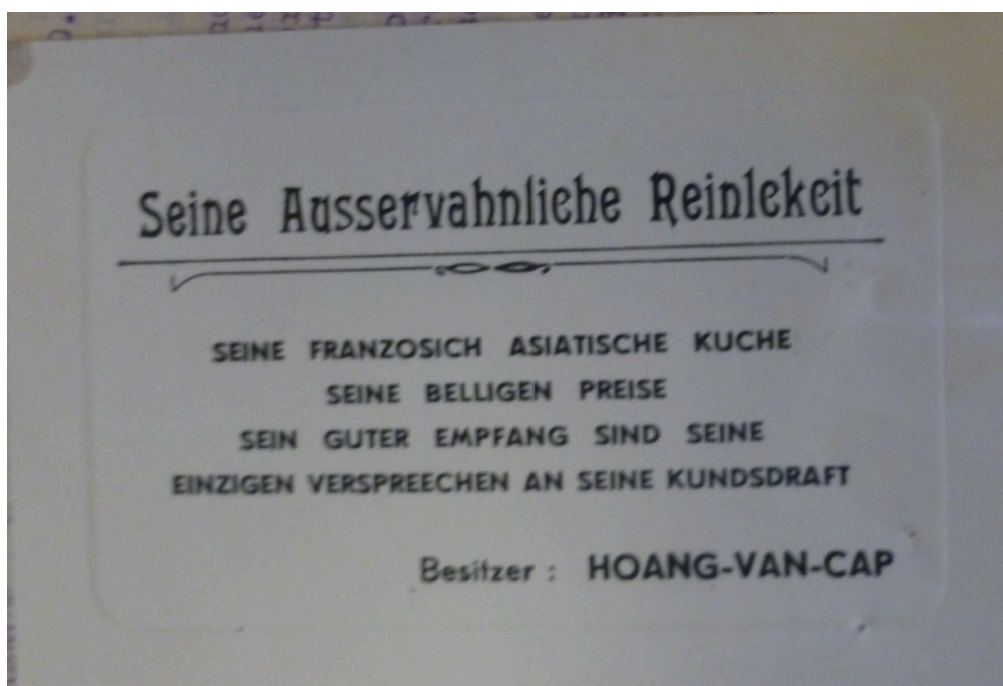 Seine Ausservahnliche Reinlekeit
SEINE FRANZOSICH ASIATISCHE KUCHE
SEINE BELLIGEN PREISE
SEIN GUTER EMPFANG SIND SEINE
EINZIGEN VERSPREECHEN AN SEINE KUNDSDRAFT
Besitzer : HOANG-VAN-CAP